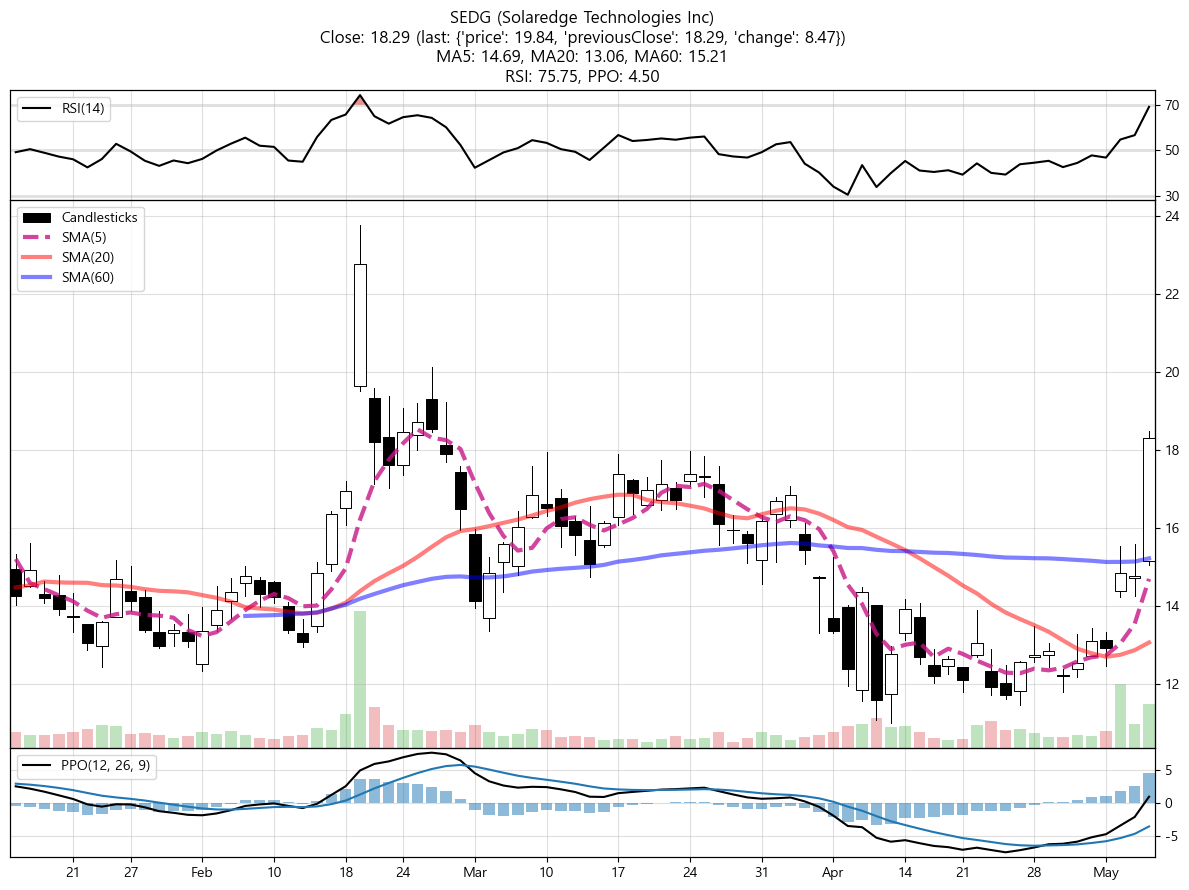 SEDG (Solaredge Technologies Inc)
Close: 18.29 (last: {'price': 19.84, 'previousClose': 18.29, 'change': 8.47})
MA5: 14.69, MA20: 13.06, MA60: 15.21
RSI: 75.75, PPO: 4.50
RSI(14)
70
50
30
Candlesticks
SMA(5)
SMA(20)
SMA(60)
24
22
20
18
16
14
12
PPO(12, 26, 9)
5
0
-5
21 27 Feb 10 18 24 Mar 10 17 24 31 Apr 14 21 28 May